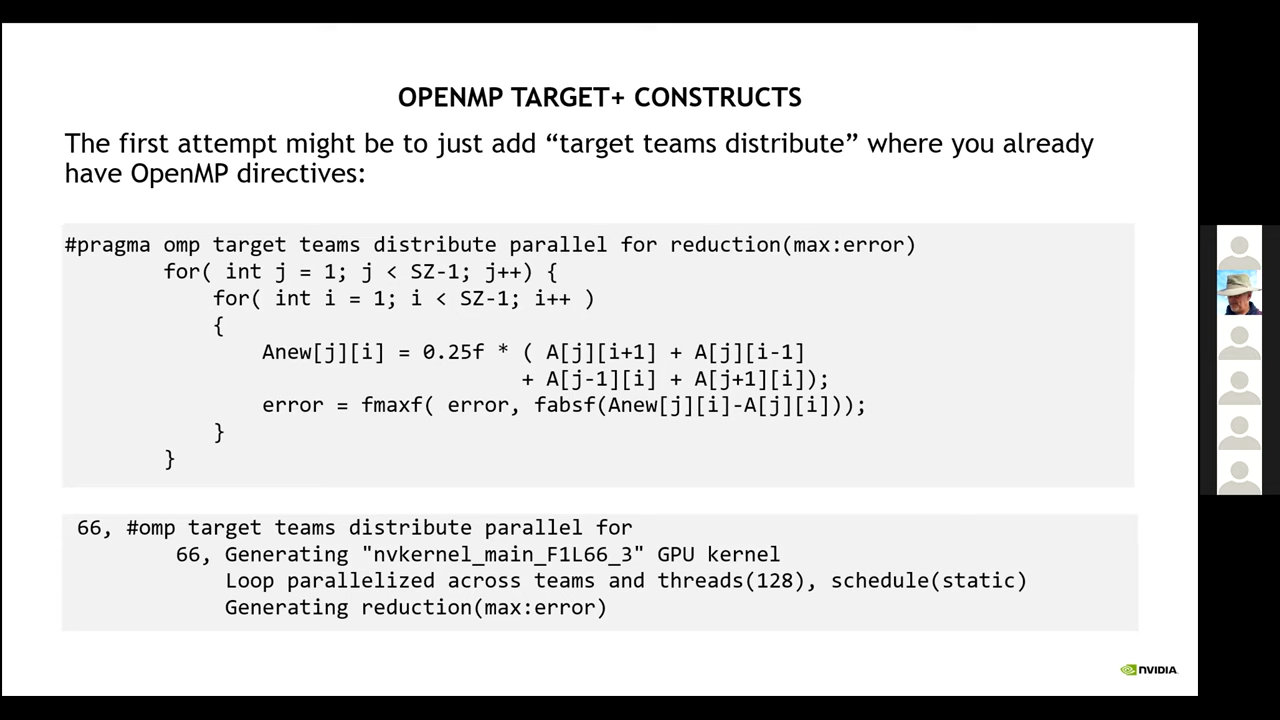 OPENMP TARGET+ CONSTRUCTS
The first attempt might be to just add “target teams distribute” where you already
have OpenMP directives:
#pragma omp target teams distribute parallel for reduction(max:error)
for( int j = 1; j < SZ-1; j++) {
for( int i = 1; i < SZ-1; i++ )
{
Anew[j][i] = 0.25f * ( A[j][i+1] + A[j][i-1]
+ A[j-1][i] + A[j+1][i]);
error = fmaxf( error, fabsf(Anew[j][i]-A[j][i]));
}
}
66, #omp target teams distribute parallel for
66, Generating "nvkernel_main_F1L66_3" GPU kernel
Loop parallelized across teams and threads(128), schedule(static)
Generating reduction(max:error)
NVIDIA